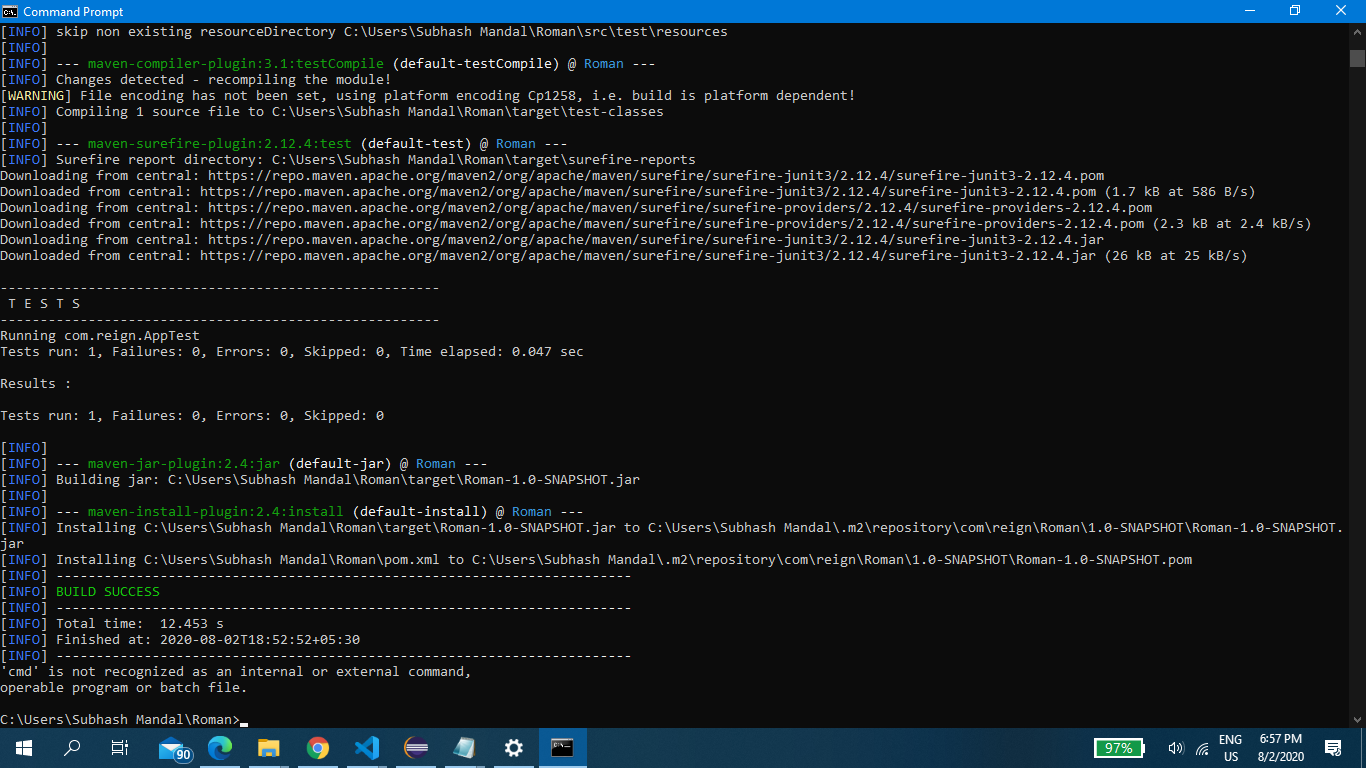 Command Prompt
[INFO] skip non existing resourceDirectory C:\Users\Subhash Mandal\Roman\src\test\resources
[INFO]
[INFO] --- maven-compiler-plugin:3.1:testCompile (default-testCompile) @ Roman ---
[INFO] Changes detected - recompiling the module!
[WARNING] File encoding has not been set, using platform encoding Cp1258, i.e. build is platform dependent!
[INFO] Compiling 1 source file to C:\Users\Subhash Mandal\Roman\target\test-classes
[INFO]
[INFO] --- maven-surefire-plugin:2.12.4:test (default-test) @ Roman ---
[INFO] Surefire report directory: C:\Users\Subhash Mandal\Roman\target\surefire-reports
Downloading from central: https://repo.maven.apache.org/maven2/org/apache/maven/surefire/surefire-junit3/2.12.4/surefire-junit3-2.12.4.pom
Downloaded from central: https://repo.maven.apache.org/maven2/org/apache/maven/surefire/surefire-junit3/2.12.4/surefire-junit3-2.12.4.pom (1.7 kB at 586 B/s)
Downloading from central: https://repo.maven.apache.org/maven2/org/apache/maven/surefire/surefire-providers/2.12.4/surefire-providers-2.12.4.pom
Downloaded from central: https://repo.maven.apache.org/maven2/org/apache/maven/surefire/surefire-providers/2.12.4/surefire-providers-2.12.4.pom (2.3 kB at 2.4 kB/s)
Downloading from central: https://repo.maven.apache.org/maven2/org/apache/maven/surefire/surefire-junit3/2.12.4/surefire-junit3-2.12.4.jar
Downloaded from central: https://repo.maven.apache.org/maven2/org/apache/maven/surefire/surefire-junit3/2.12.4/surefire-junit3-2.12.4.jar (26 kB at 25 kB/s)
-------------------------------------------------------
T E S T S
-------------------------------------------------------
Running com.reign.AppTest
Tests run: 1, Failures: 0, Errors: 0, Skipped: 0, Time elapsed: 0.047 sec
Results :
Tests run: 1, Failures: 0, Errors: 0, Skipped: 0
[INFO]
[INFO] --- maven-jar-plugin:2.4:jar (default-jar) @ Roman ---
[INFO] Building jar: C:\Users\Subhash Mandal\Roman\target\Roman-1.0-SNAPSHOT.jar
[INFO]
[INFO] --- maven-install-plugin:2.4:install (default-install) @ Roman ---
[INFO] Installing C:\Users\Subhash Mandal\Roman\target\Roman-1.0-SNAPSHOT.jar to C:\Users\Subhash Mandal\.m2\repository\com\reign\Roman\1.0-SNAPSHOT\Roman-1.0-SNAPSHOT.
jar
[INFO] Installing C:\Users\Subhash Mandal\Roman\pom.xml to C:\Users\Subhash Mandal\.m2\repository\com\reign\Roman\1.0-SNAPSHOT\Roman-1.0-SNAPSHOT.pom
[INFO] ------------------------------------------------------------------------
[INFO] BUILD SUCCESS
[INFO] ------------------------------------------------------------------------
[INFO] Total time:  12.453 s
[INFO] Finished at: 2020-08-02T18:52:52+05:30
[INFO] ------------------------------------------------------------------------
'cmd' is not recognized as an internal or external command,
operable program or batch file.
C:\Users\Subhash Mandal\Roman>
90
97%
ENG
US
6:57 PM
8/2/2020